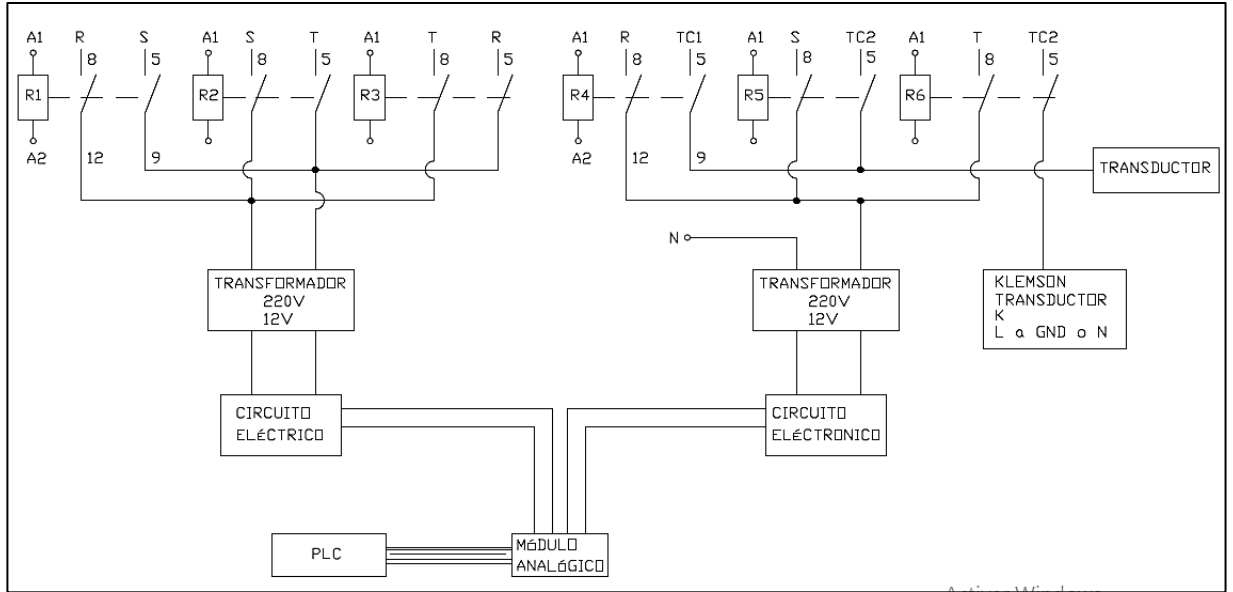 A1 R S A1 S T A1 T R A1 R TC1 A1 S TC2 A1 T TC2
8 5 8 5 8 5 8 5 8 5 8 5
R1 R2 R3 R4 R5 R6
A2 12 9 A2 12 9
TRANSDUCTOR
N
TRANSFORMADOR
220V
12V
TRANSFORMADOR
220V
12V
KLEMSON
TRANSDUCTOR
K
L a GND o N
CIRCUITO
ELéCTRICO
CIRCUITO
ELéCTRONICO
PLC
MóDULO
ANALóGICO